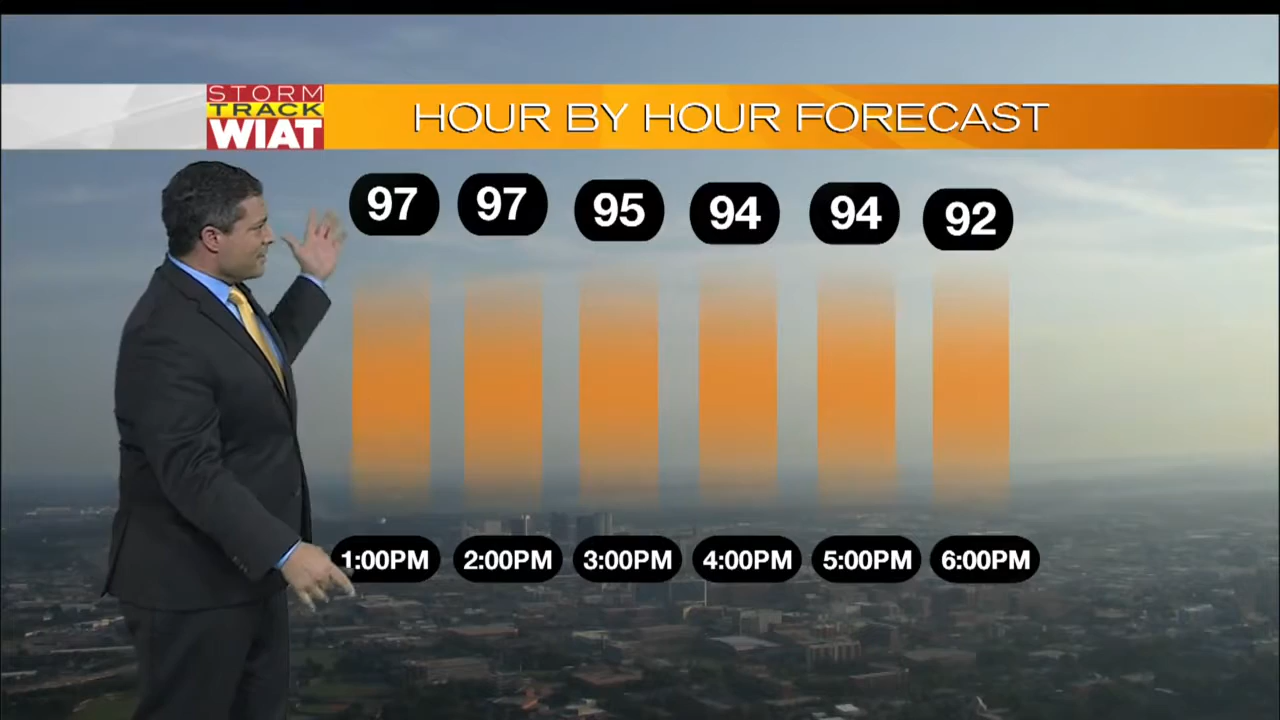 STORM
TRACK
WIAT
HOUR BY HOUR FORECAST
97 97 95 94 94 92
1:00PM 2:00PM 3:00PM 4:00PM 5:00PM 6:00PM